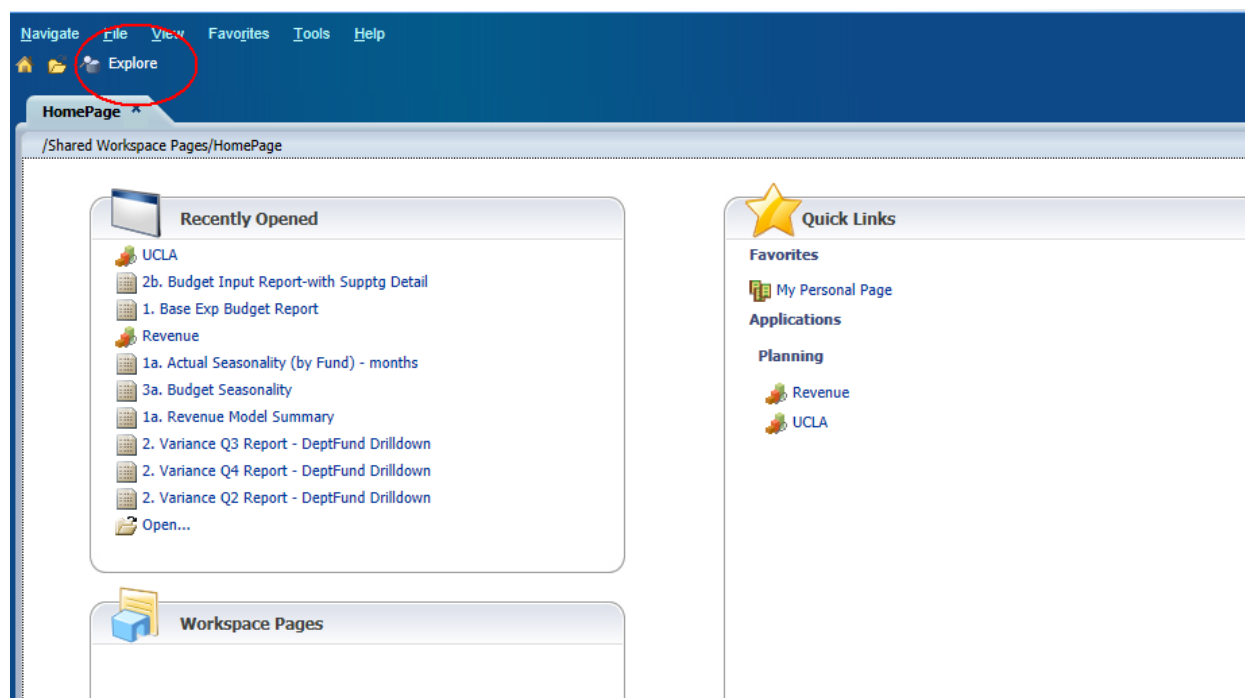 Navigate File View Favorites Tools Help
Explore
HomePage
/Shared Workspace Pages/HomePage
Recently Opened
UCLA
2b. Budget Input Report-with Supptg Detail
1. Base Exp Budget Report
Revenue
1a. Actual Seasonality (by Fund) - months
3a. Budget Seasonality
1a. Revenue Model Summary
2. Variance Q3 Report - DeptFund Drilldown
2. Variance Q4 Report - DeptFund Drilldown
2. Variance Q2 Report - DeptFund Drilldown
Open...
Workspace Pages
Quick Links
Favorites
My Personal Page
Applications
Planning
Revenue
UCLA